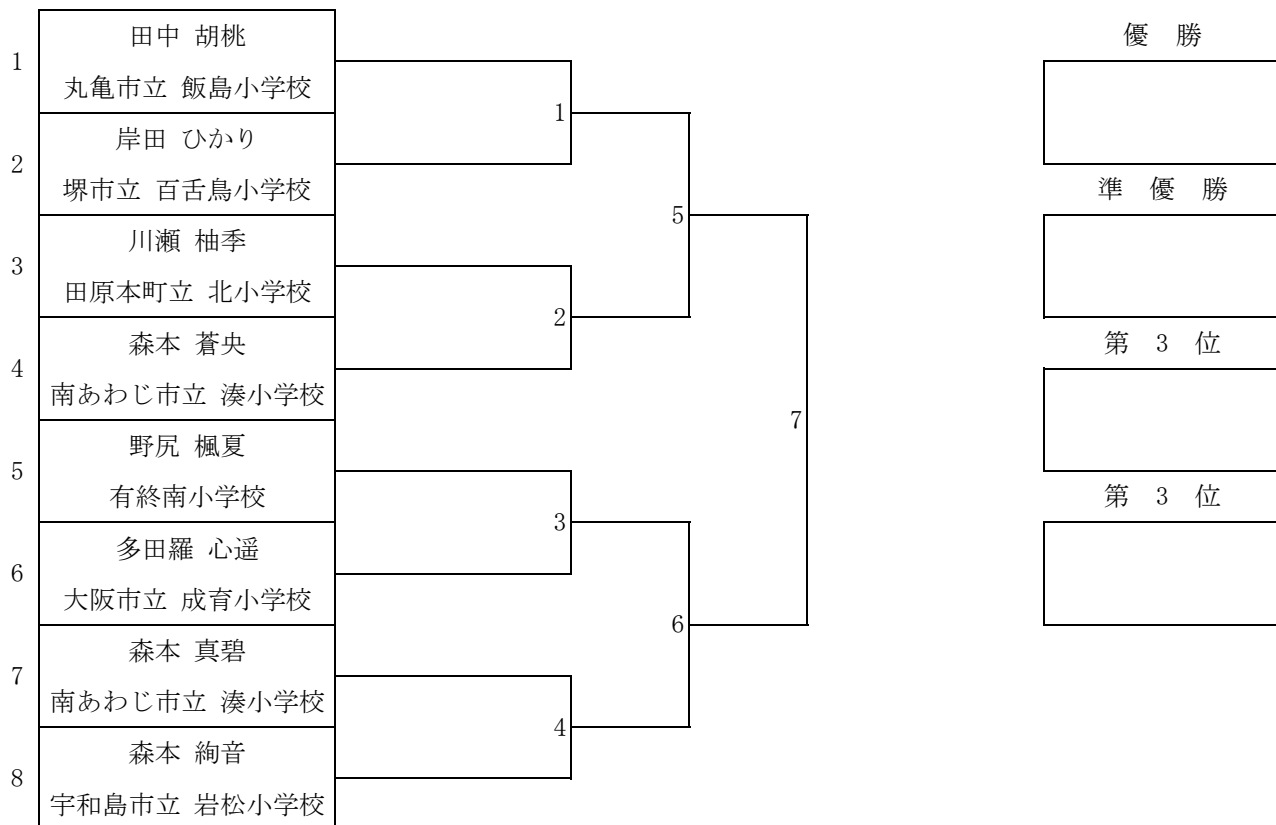 1
田中 胡桃
丸亀市立 飯島小学校
2
岸田 ひかり
堺市立 百舌鳥小学校
3
川瀬 柚季
田原本町立 北小学校
4
森本 蒼央
南あわじ市立 湊小学校
5
野尻 楓夏
有終南小学校
6
多田羅 心遥
大阪市立 成育小学校
7
森本 真碧
南あわじ市立 湊小学校
8
森本 絢音
宇和島市立 岩松小学校
1
2
3
4
5
6
7
優 勝
準 優 勝
第 3 位
第 3 位